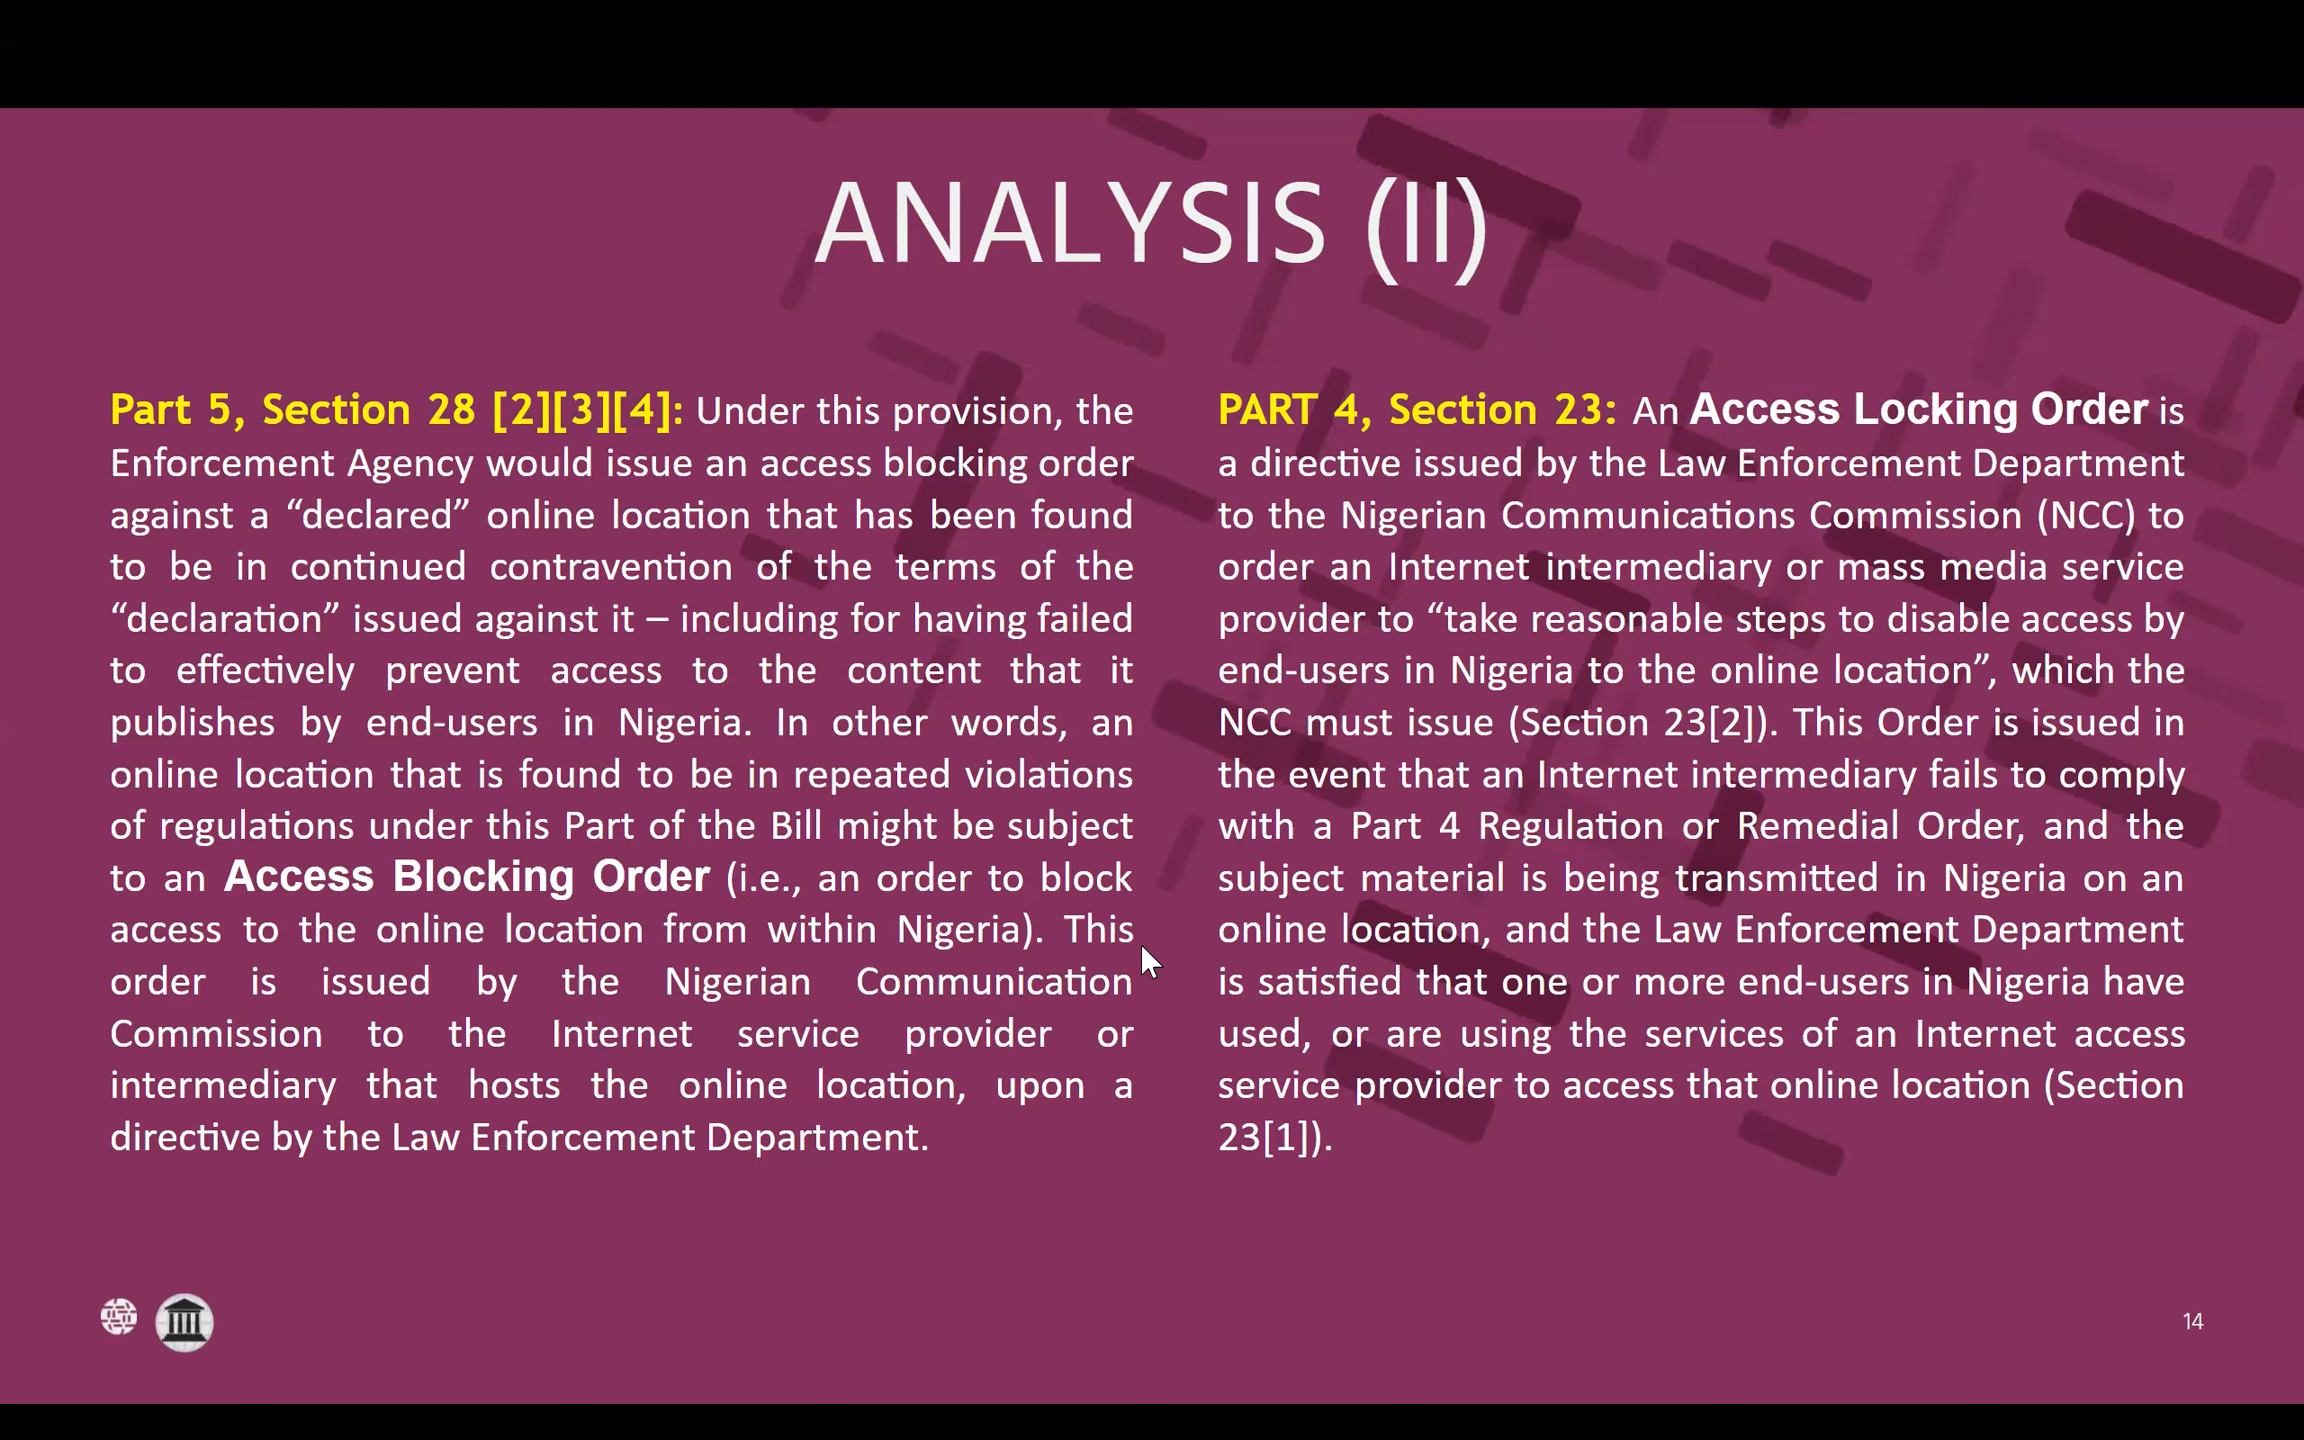 ANALYSIS (II)
Part 5, Section 28 [2][3][4]: Under this provision, the
Enforcement Agency would issue an access blocking order
against a “declared” online location that has been found
to be in continued contravention of the terms of the
“declaration” issued against it – including for having failed
to effectively prevent access to the content that it
publishes by end-users in Nigeria. In other words, an
online location that is found to be in repeated violations
of regulations under this Part of the Bill might be subject
to an Access Blocking Order (i.e., an order to block
access to the online location from within Nigeria). This
order is issued by the Nigerian Communication
Commission to the Internet service provider or
intermediary that hosts the online location, upon a
directive by the Law Enforcement Department.
PART 4, Section 23: An Access Locking Order is
a directive issued by the Law Enforcement Department
to the Nigerian Communications Commission (NCC) to
order an Internet intermediary or mass media service
provider to “take reasonable steps to disable access by
end-users in Nigeria to the online location”, which the
NCC must issue (Section 23[2]). This Order is issued in
the event that an Internet intermediary fails to comply
with a Part 4 Regulation or Remedial Order, and the
subject material is being transmitted in Nigeria on an
online location, and the Law Enforcement Department
is satisfied that one or more end-users in Nigeria have
used, or are using the services of an Internet access
service provider to access that online location (Section
23[1]).
14